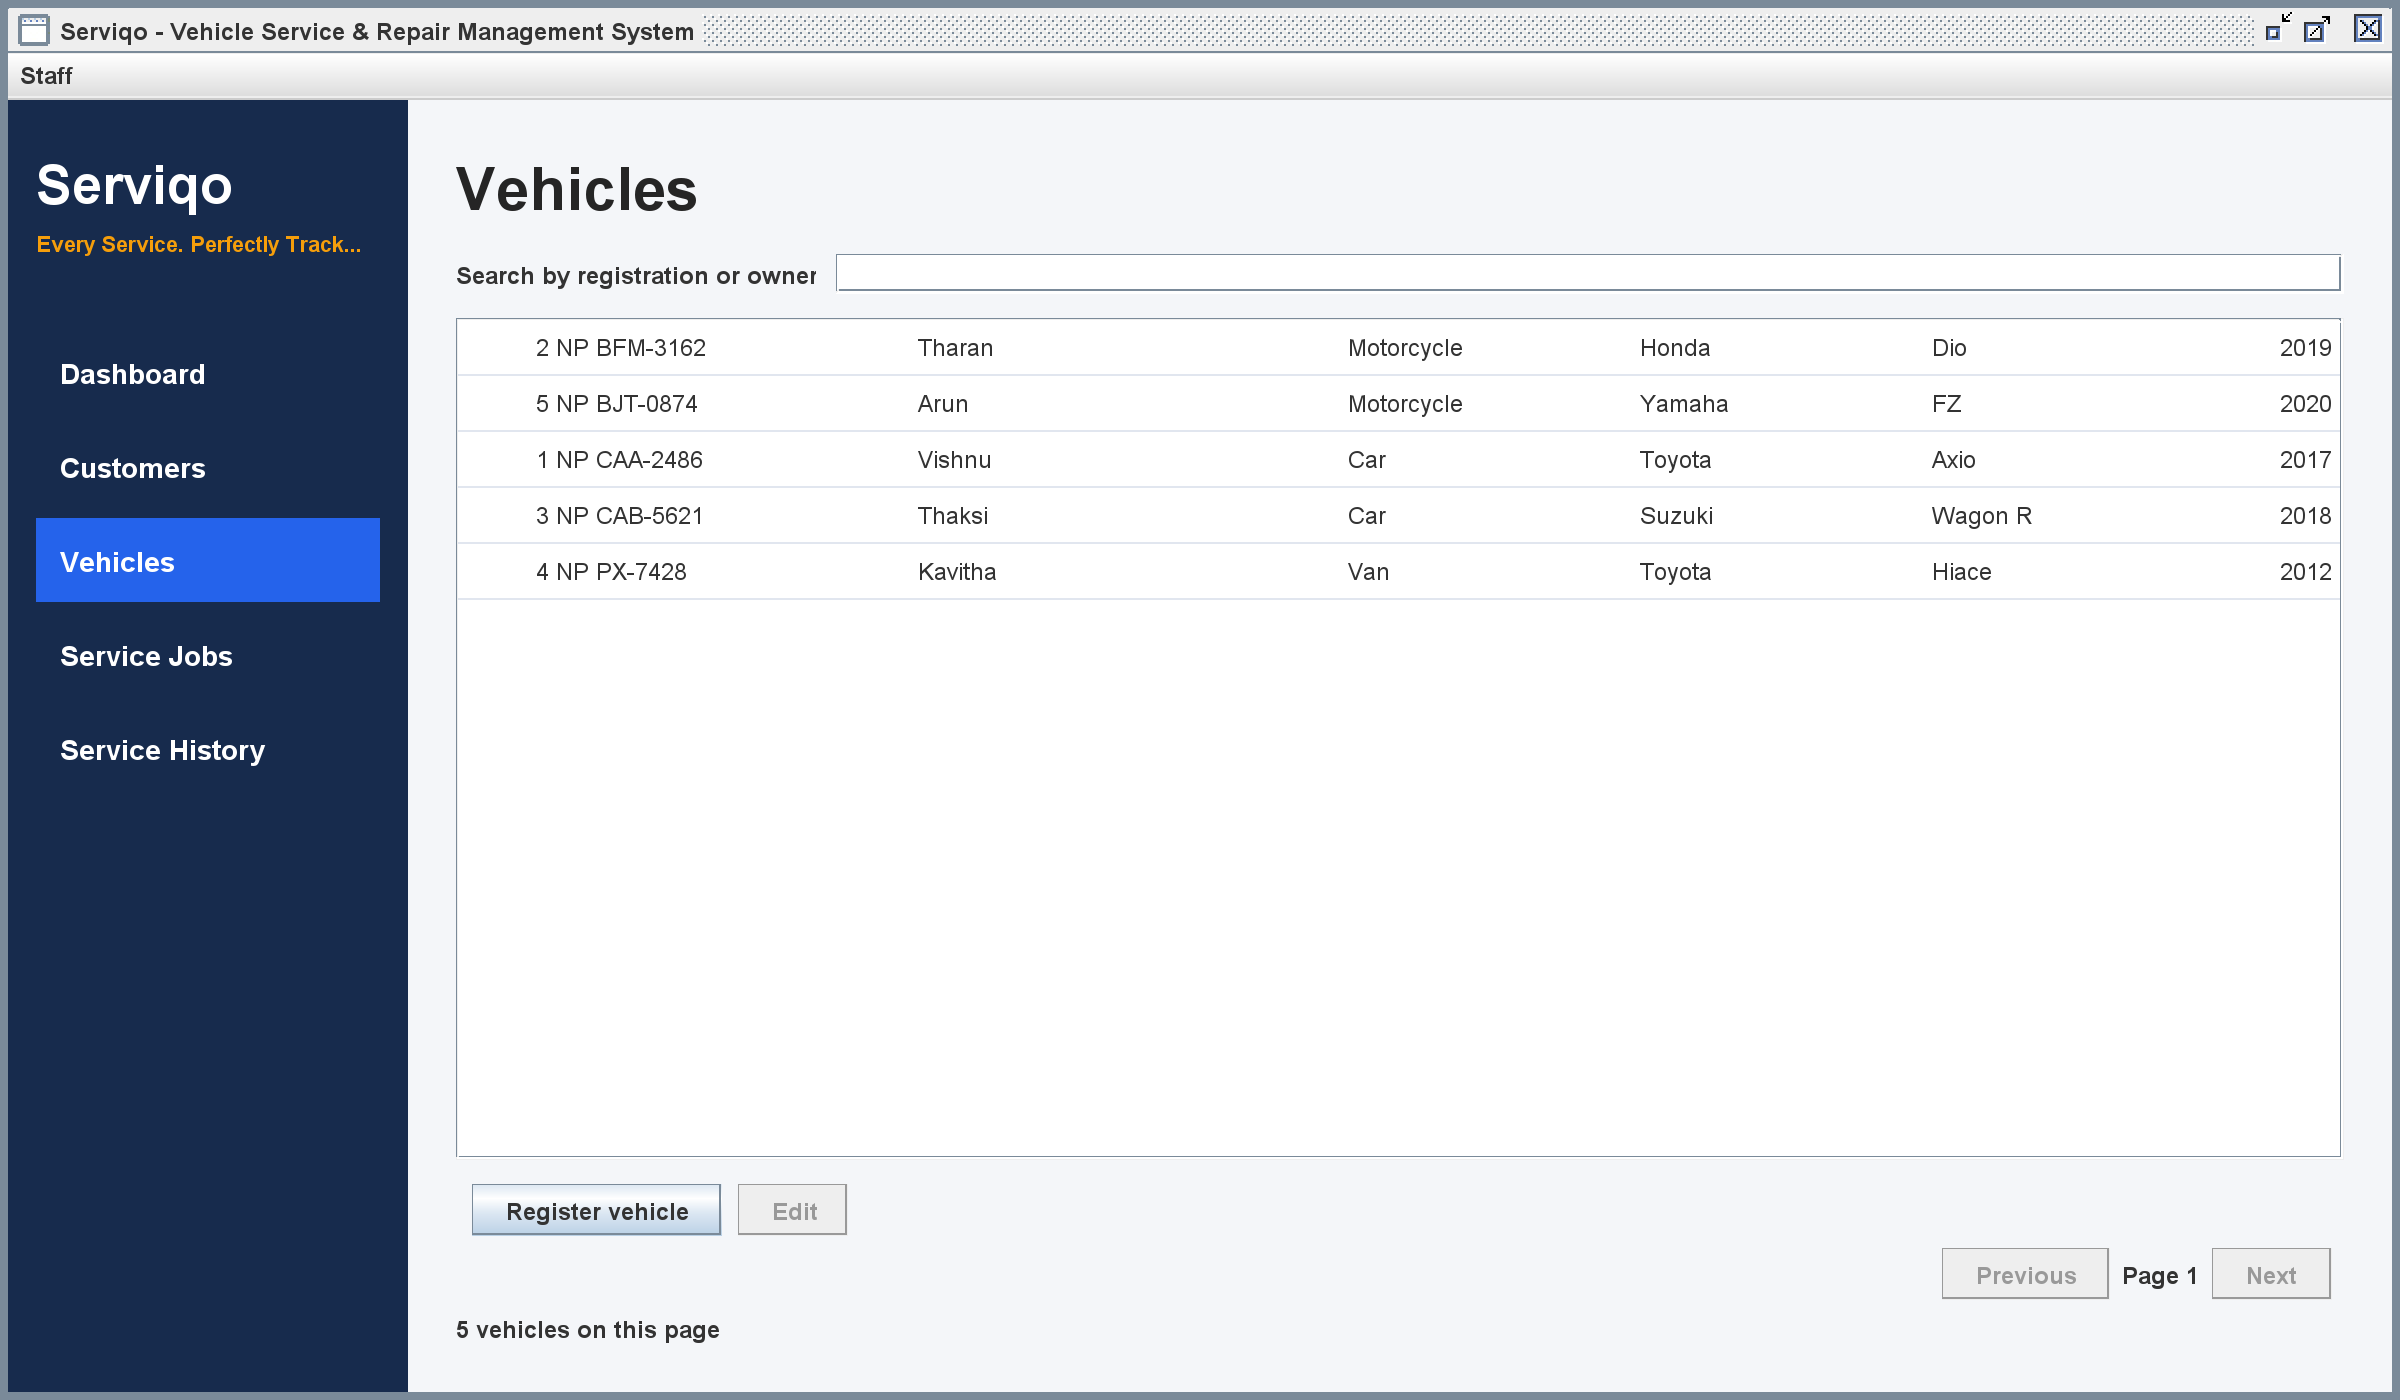 Serviqo - Vehicle Service & Repair Management System
Staff
Serviqo
Every Service. Perfectly Track...
Dashboard
Customers
Vehicles
Service Jobs
Service History
Vehicles
Search by registration or owner
2 NP BFM-3162 Tharan Motorcycle Honda Dio 2019
5 NP BJT-0874 Arun Motorcycle Yamaha FZ 2020
1 NP CAA-2486 Vishnu Car Toyota Axio 2017
3 NP CAB-5621 Thaksi Car Suzuki Wagon R 2018
4 NP PX-7428 Kavitha Van Toyota Hiace 2012
Register vehicle Edit
Previous Page 1 Next
5 vehicles on this page